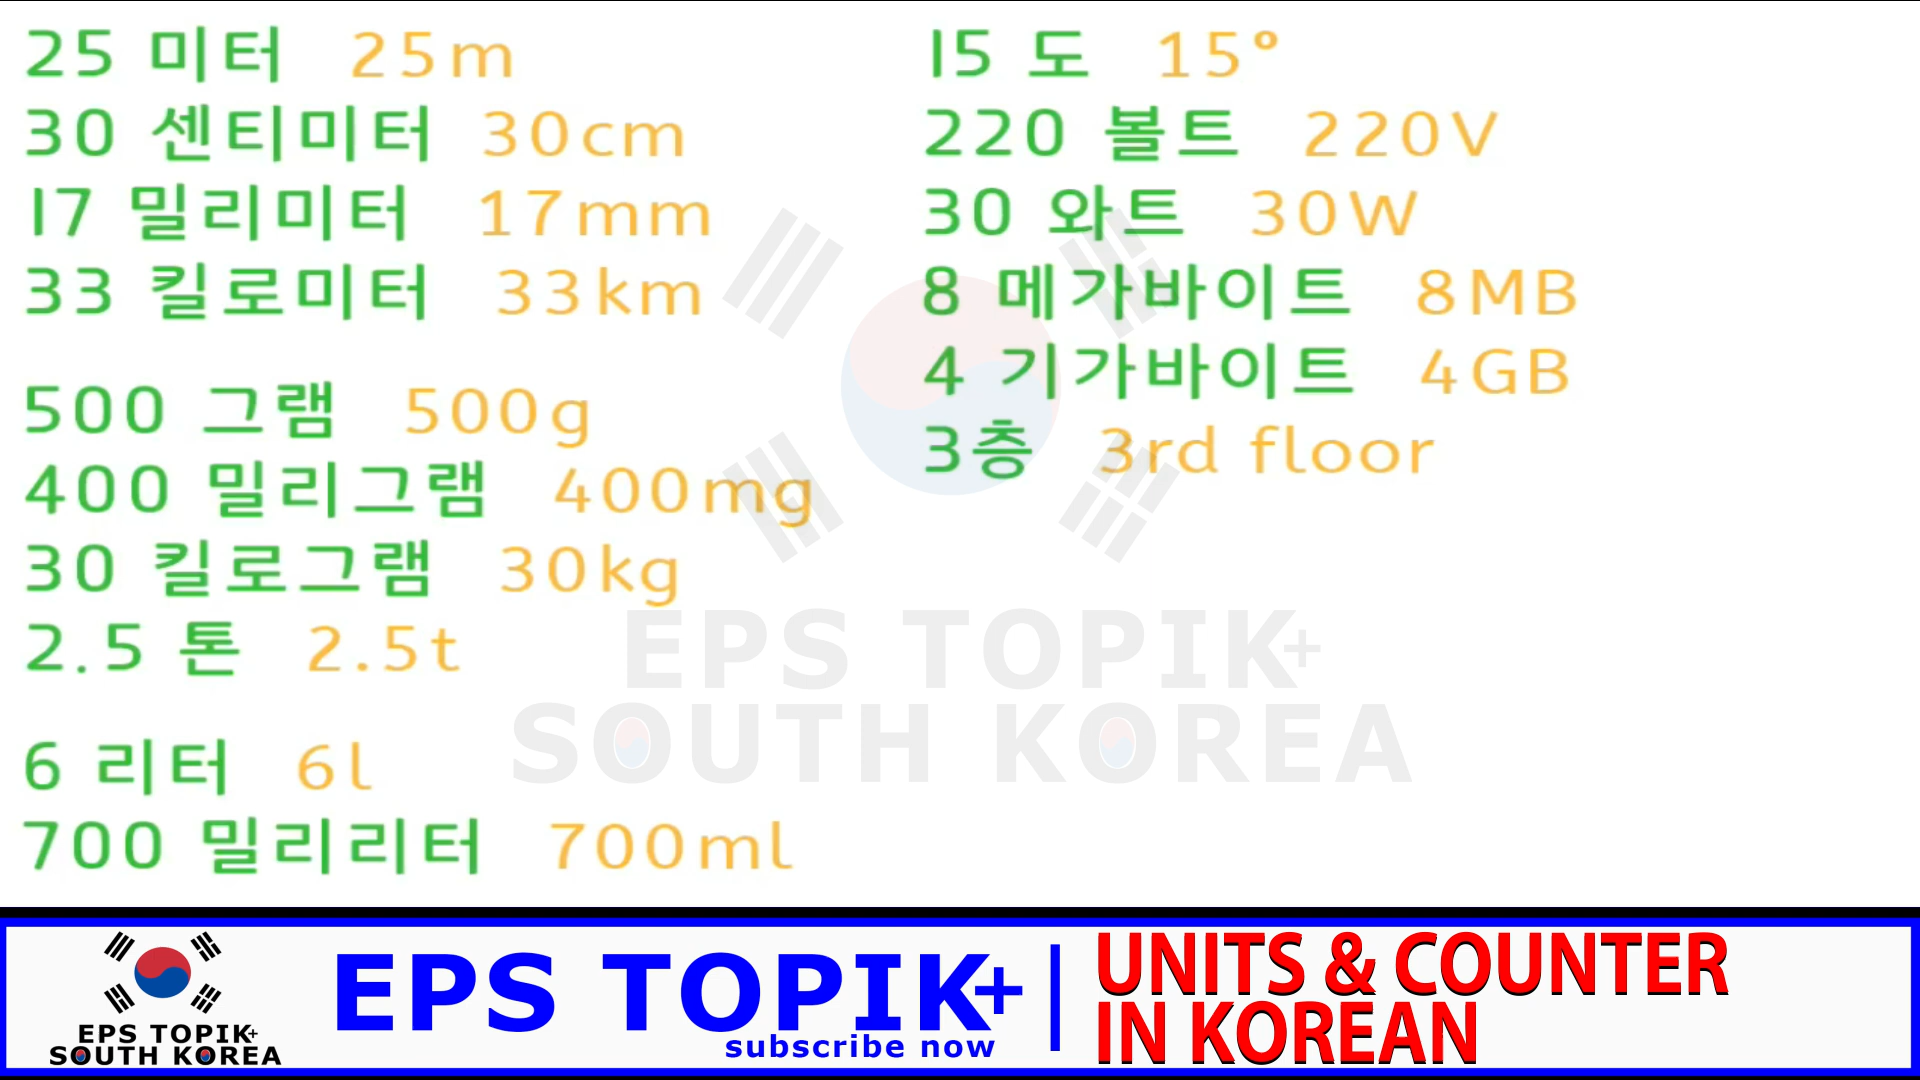 25 미터 25m
30 센티미터 30cm
17 밀리미터 17mm
33 킬로미터 33km
500 그램 500g
400 밀리그램 400mg
30 킬로그램 30kg
2.5 톤 2.5t
6 리터 6l
700 밀리리터 700ml
15 도 15°
220 볼트 220V
30 와트 30W
8 메가바이트 8MB
4 기가바이트 4GB
3층 3rd floor
EPS TOPIK+
SOUTH KOREA
EPS TOPIK+
SOUTH KOREA
EPS TOPIK+
subscribe now
UNITS & COUNTER
IN KOREAN